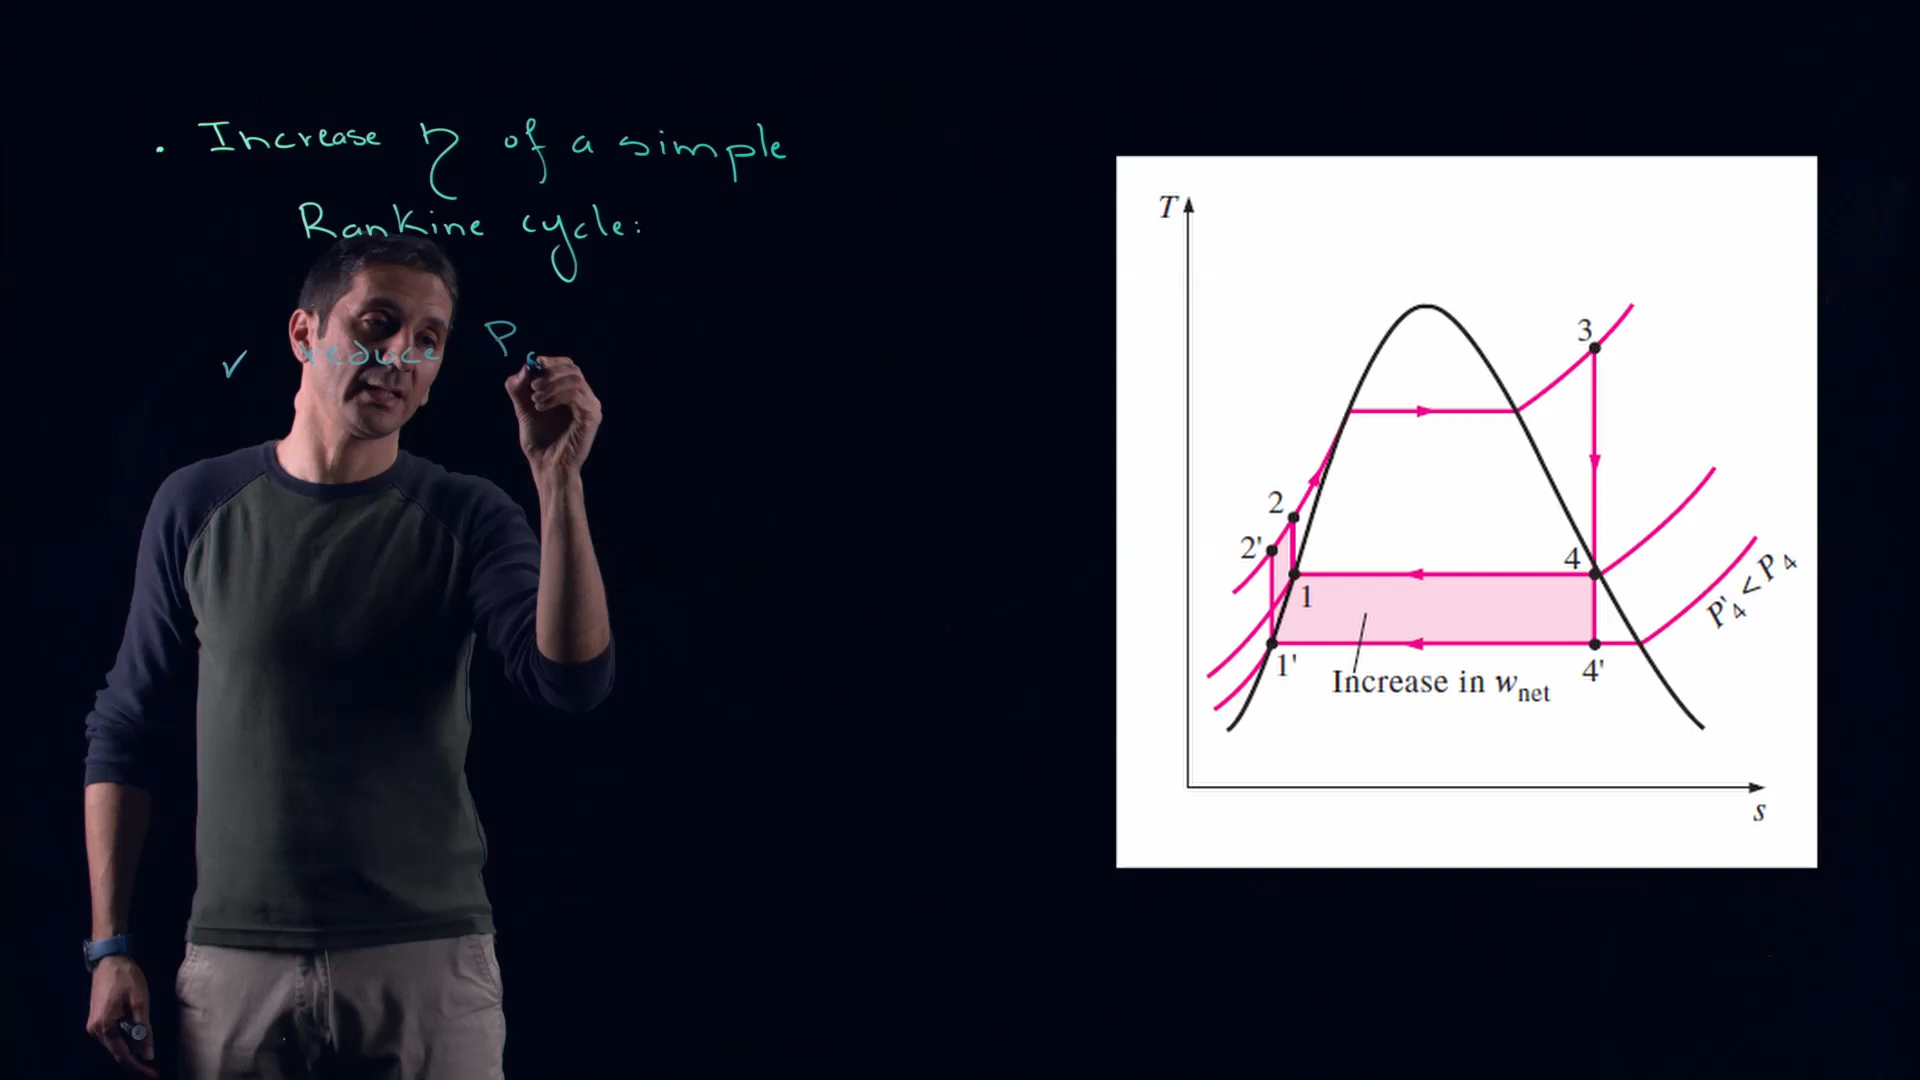 . Increase η of a simple
Rankine cycle:
✓ reduce P
T
3
2
2'
4
1
P'4 < P4
1'
4'
Increase in wnet
s